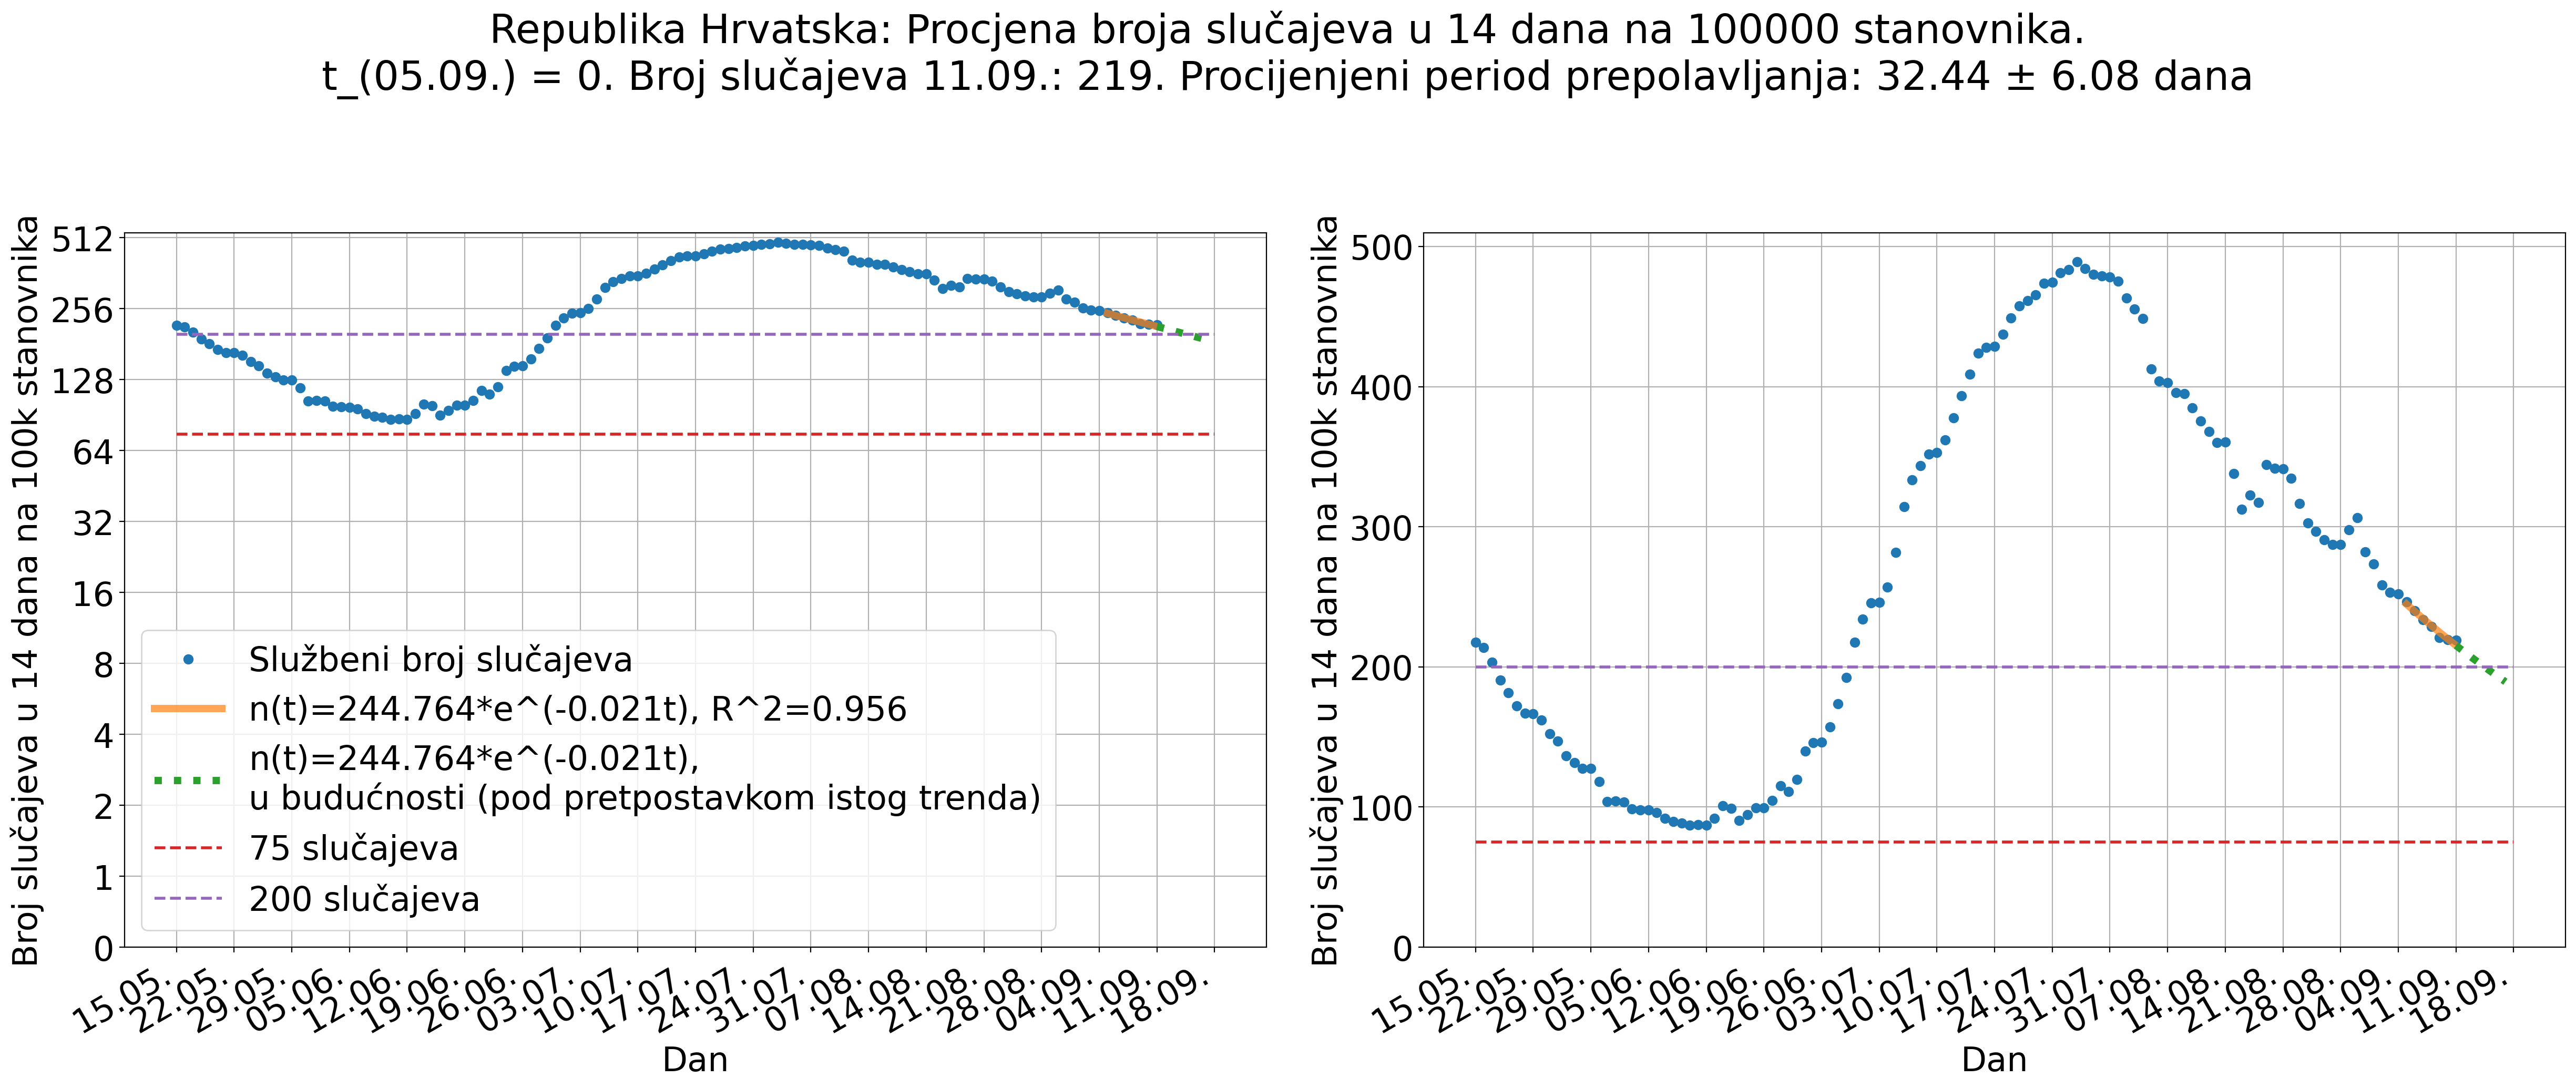 Republika Hrvatska: Procjena broja slučajeva u 14 dana na 100000 stanovnika.
t_(05.09.) = 0. Broj slučajeva 11.09.: 219. Procijenjeni period prepolavljanja: 32.44 ± 6.08 dana
Broj slučajeva u 14 dana na 100k stanovnika
512
256
128
64
32
16
8
4
2
1
0
Službeni broj slučajeva
n(t)=244.764*e^(-0.021t), R^2=0.956
n(t)=244.764*e^(-0.021t),
u budućnosti (pod pretpostavkom istog trenda)
75 slučajeva
200 slučajeva
15.05. 22.05. 29.05. 05.06. 12.06. 19.06. 26.06. 03.07. 10.07. 17.07. 24.07. 31.07. 07.08. 14.08. 21.08. 28.08. 04.09. 11.09. 18.09.
Dan
Broj slučajeva u 14 dana na 100k stanovnika
500
400
300
200
100
0
15.05. 22.05. 29.05. 05.06. 12.06. 19.06. 26.06. 03.07. 10.07. 17.07. 24.07. 31.07. 07.08. 14.08. 21.08. 28.08. 04.09. 11.09. 18.09.
Dan